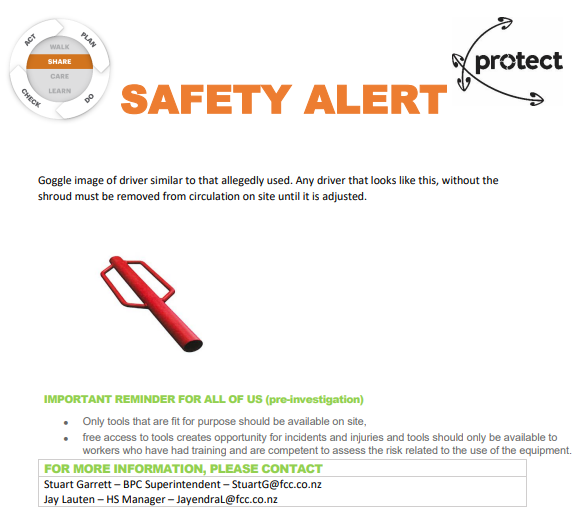 ACT
PLAN
WALK
SHARE
CARE
LEARN
CHECK
DO
protect
SAFETY ALERT
Goggle image of driver similar to that allegedly used. Any driver that looks like this, without the
shroud must be removed from circulation on site until it is adjusted.
IMPORTANT REMINDER FOR ALL OF US (pre-investigation)
• Only tools that are fit for purpose should be available on site,
• free access to tools creates opportunity for incidents and injuries and tools should only be available to
workers who have had training and are competent to assess the risk related to the use of the equipment.
FOR MORE INFORMATION, PLEASE CONTACT
Stuart Garrett – BPC Superintendent – StuartG@fcc.co.nz
Jay Lauten – HS Manager – JayendraL@fcc.co.nz